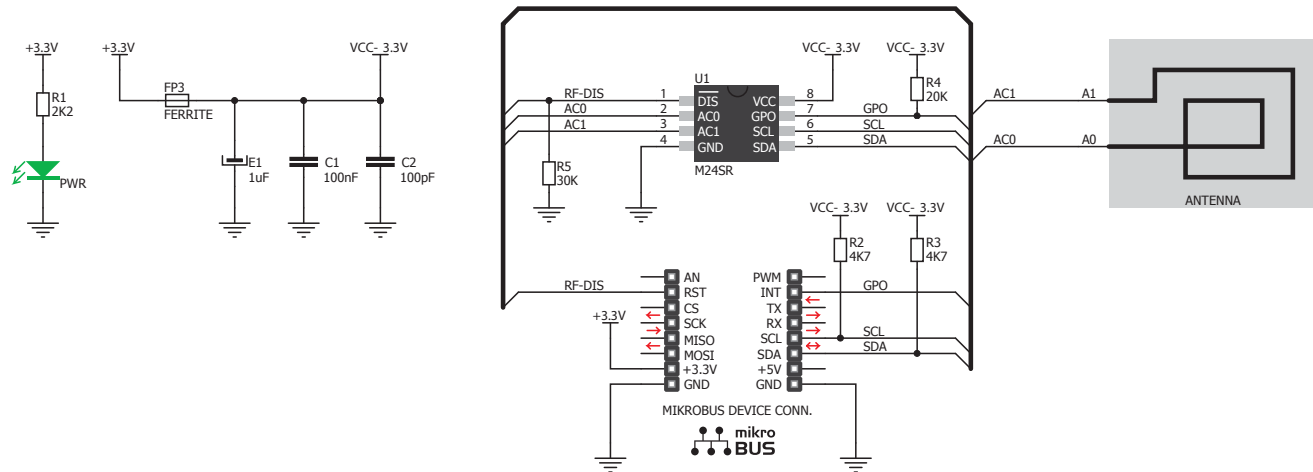 +3.3V
R1
2K2
PWR
+3.3V
FP3
FERRITE
VCC- 3.3V
E1
1uF
C1
100nF
C2
100pF
U1
RF-DIS 1 DIS VCC 8
AC0 2 AC0 GPO 7 GPO
AC1 3 AC1 SCL 6 SCL
4 GND SDA 5 SDA
M24SR
VCC- 3.3V
VCC- 3.3V
R4
20K
R5
30K
AC1 A1
AC0 A0
ANTENNA
VCC- 3.3V
VCC- 3.3V
R2
4K7
R3
4K7
AN PWM
RF-DIS RST INT GPO
CS TX
+3.3V SCK RX
MISO SCL SCL
MOSI SDA SDA
+3.3V +5V
GND GND
MIKROBUS DEVICE CONN.
mikro
BUS